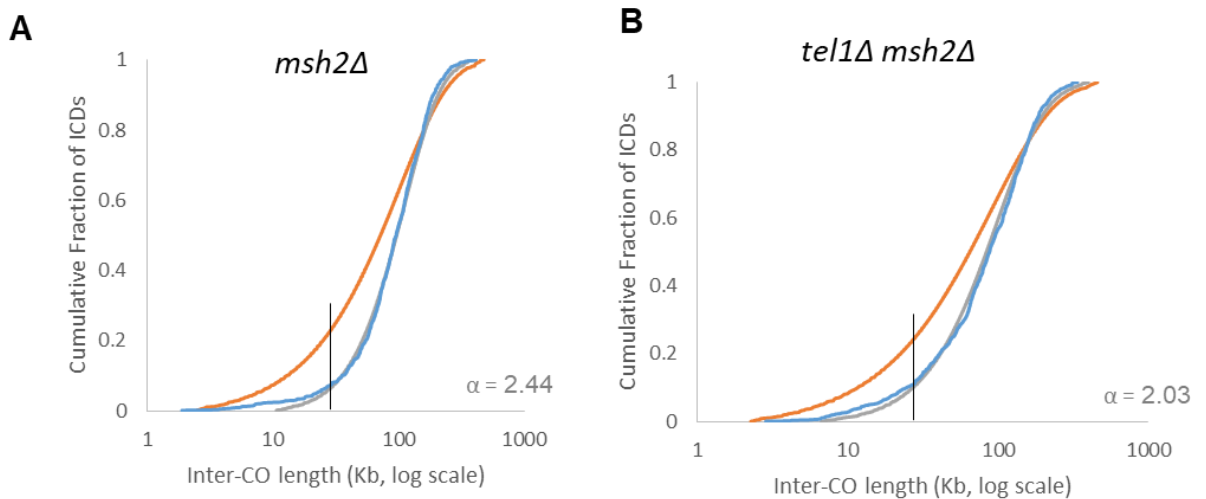 A
msh2Δ
Cumulative Fraction of ICDs
1
0.8
0.6
0.4
0.2
0
α = 2.44
1
10
100
1000
Inter-CO length (Kb, log scale)
B
tel1Δ msh2Δ
Cumulative Fraction of ICDs
1
0.8
0.6
0.4
0.2
0
α = 2.03
1
10
100
1000
Inter-CO length (Kb, log scale)